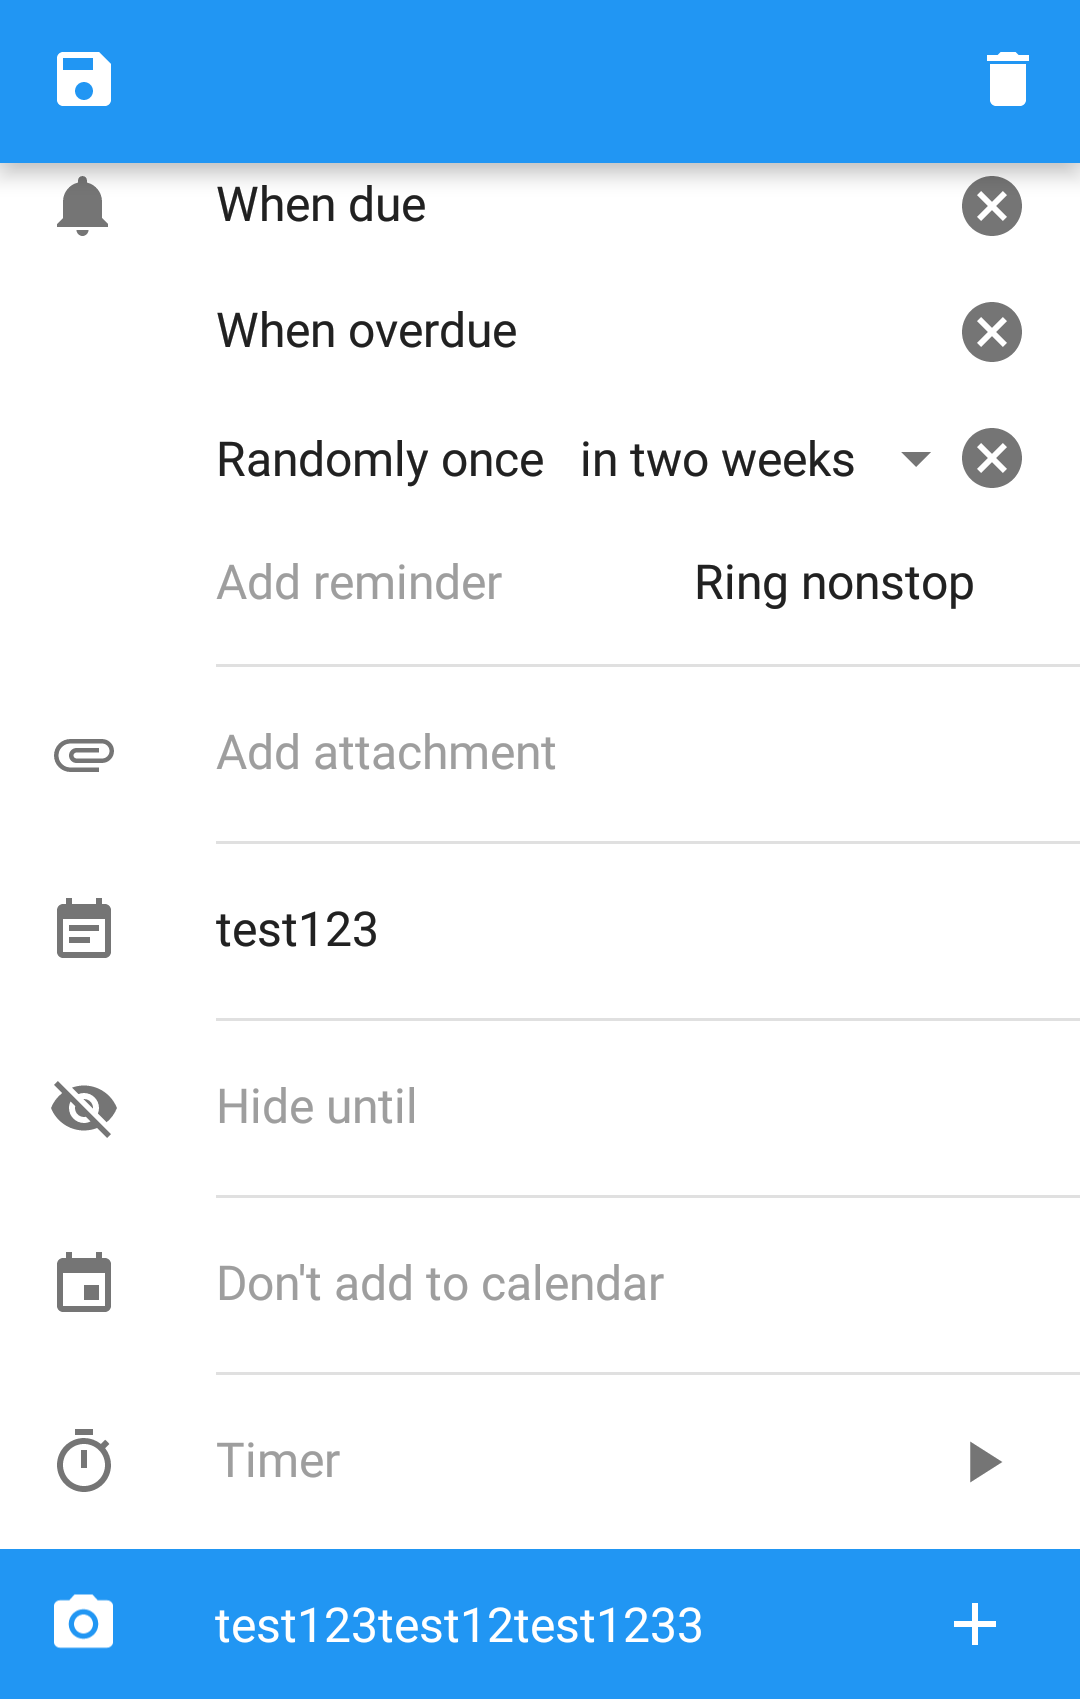 When due
When overdue
Randomly once in two weeks
Add reminder Ring nonstop
Add attachment
test123
Hide until
Don't add to calendar
Timer
test123test12test1233